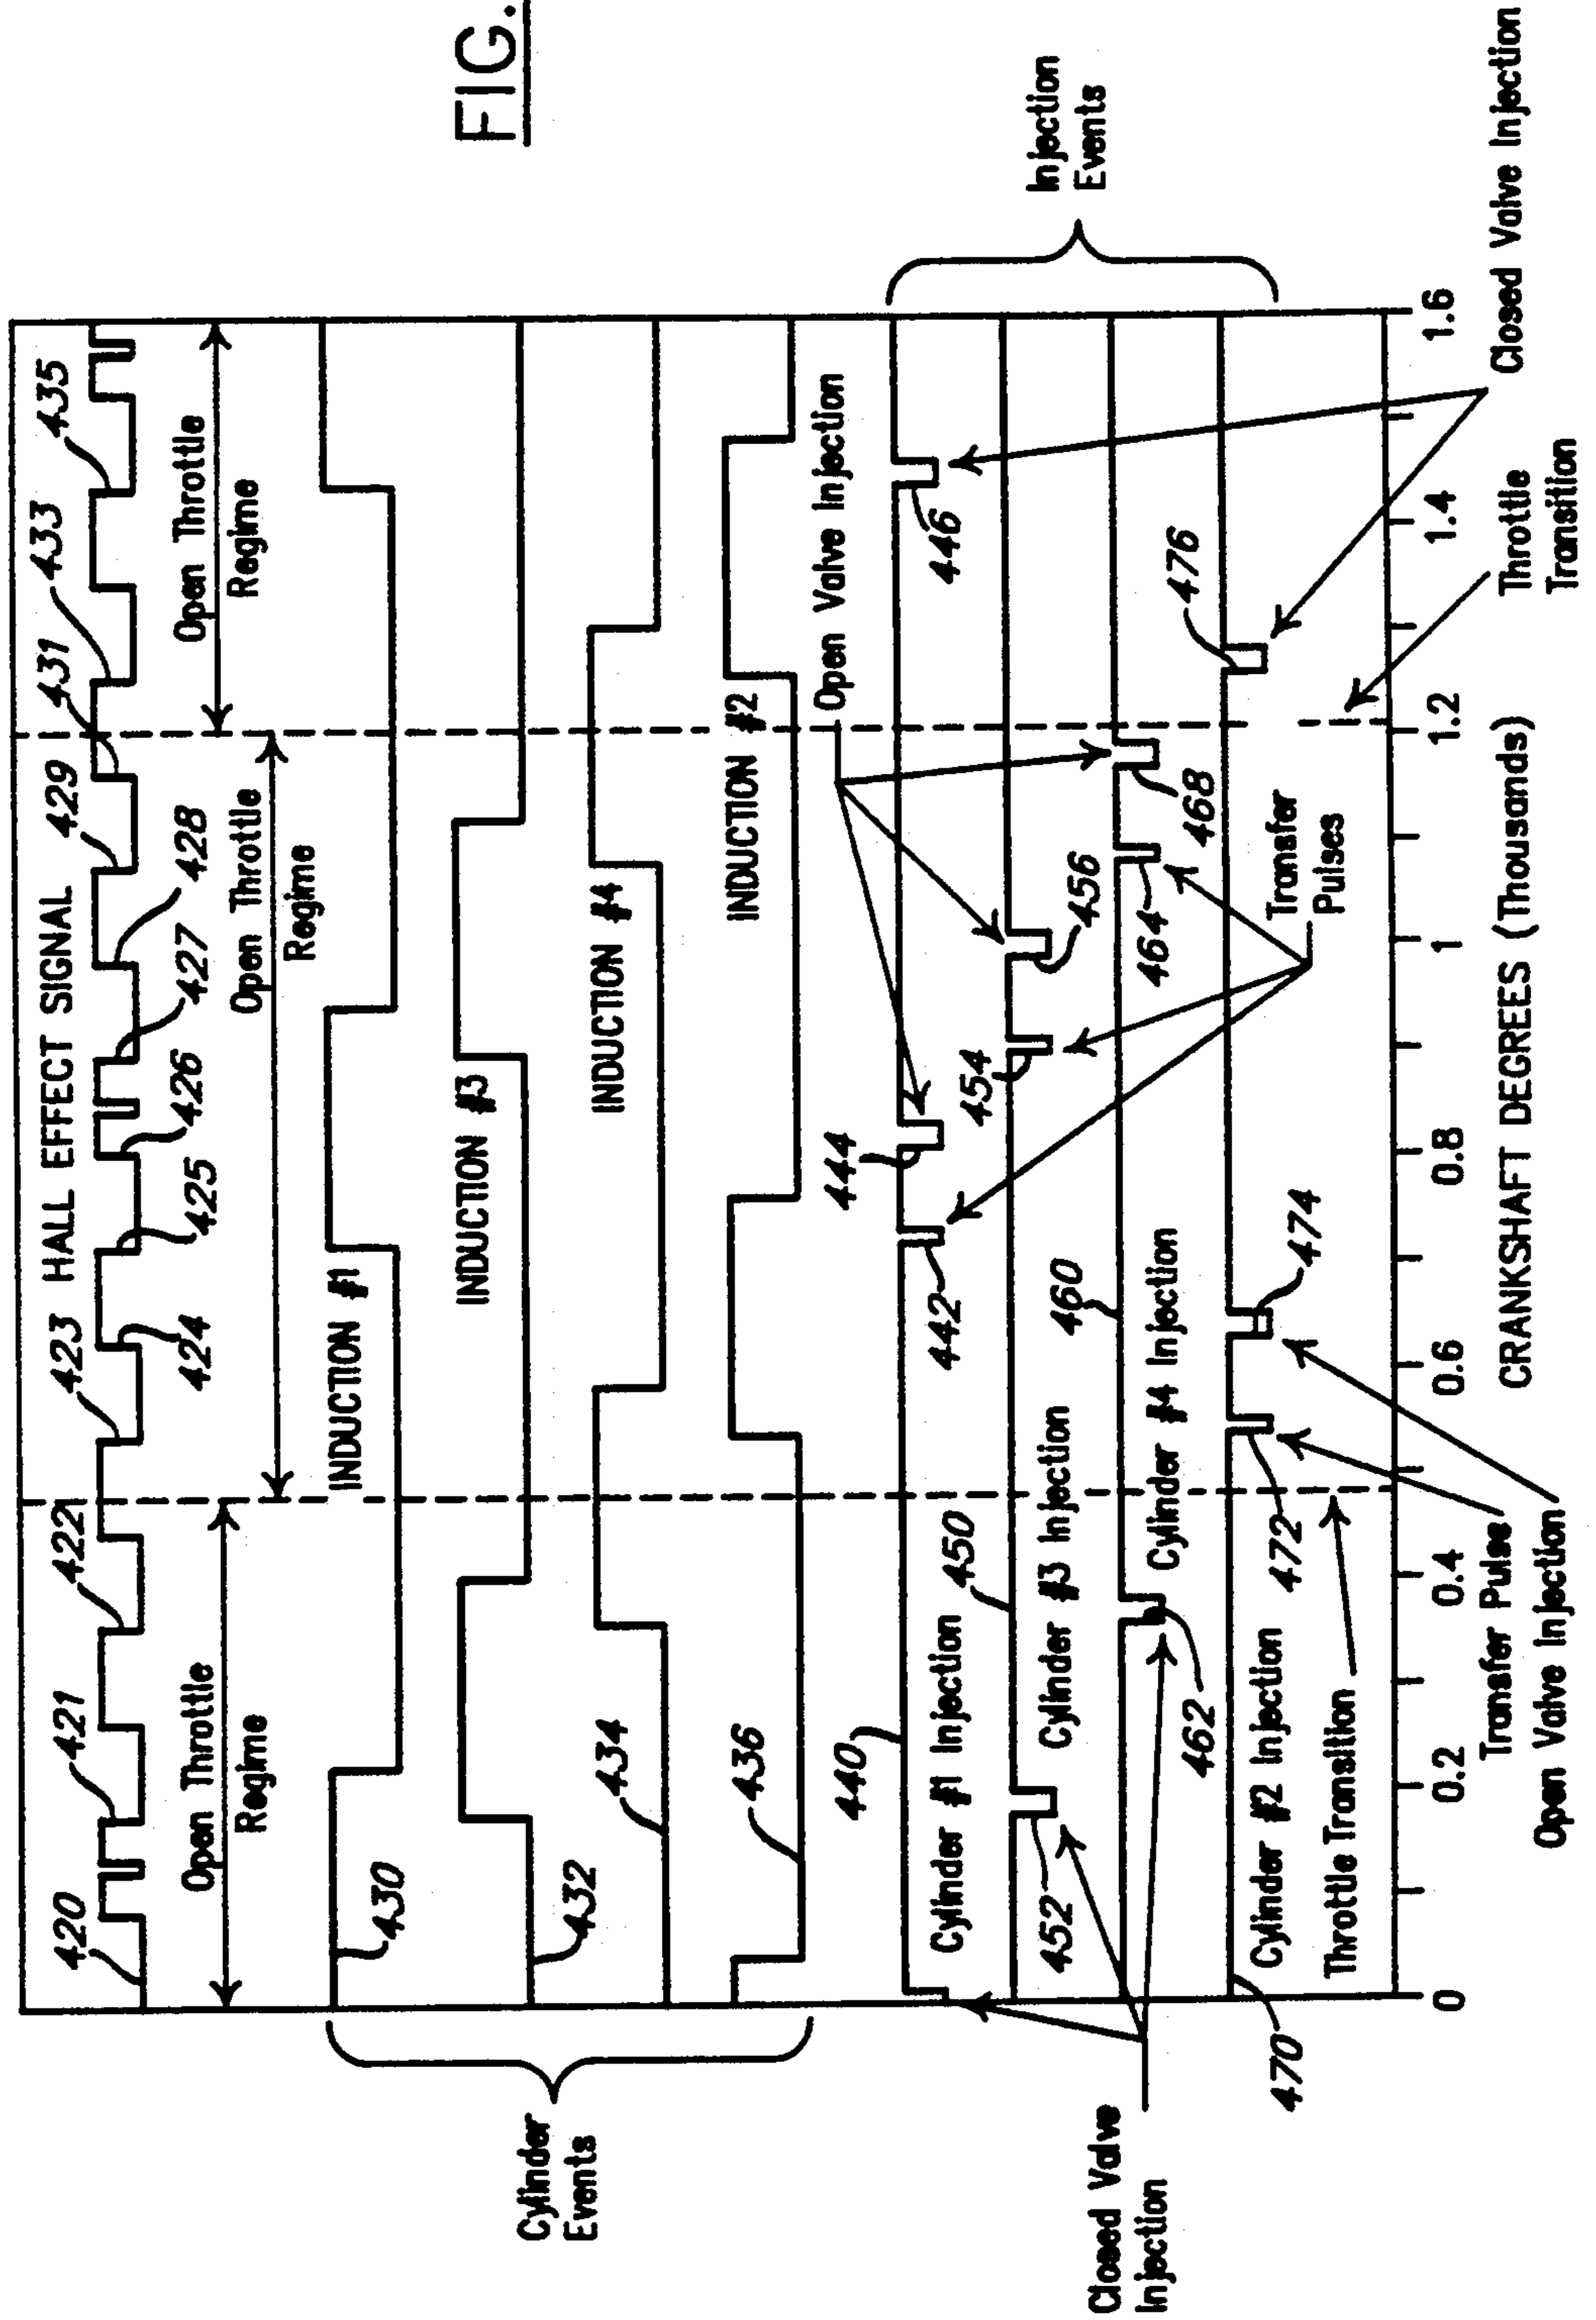 FIG.
HALL EFFECT SIGNAL
420
421
422
423
424
425
426
427
428
429
431
433
435
Open Throttle
Regime
Open Throttle
Regime
Open Throttle
Regime
Cylinder
Events
430
INDUCTION #1
432
INDUCTION #3
434
INDUCTION #4
436
INDUCTION #2
Open Valve Injection
Injection
Events
440
Cylinder #1 Injection
442
444
446
450
Cylinder #3 Injection
452
454
456
460
Cylinder #4 Injection
462
464
468
470
Cylinder #2 Injection
472
474
476
Closed Valve
Injection
Transfer
Pulses
Throttle Transition
0
0.2
0.4
0.6
0.8
1
1.2
1.4
1.6
Transfer Pulse
Open Valve Injection
CRANKSHAFT DEGREES (Thousands)
Throttle
Transition
Closed Valve Injection